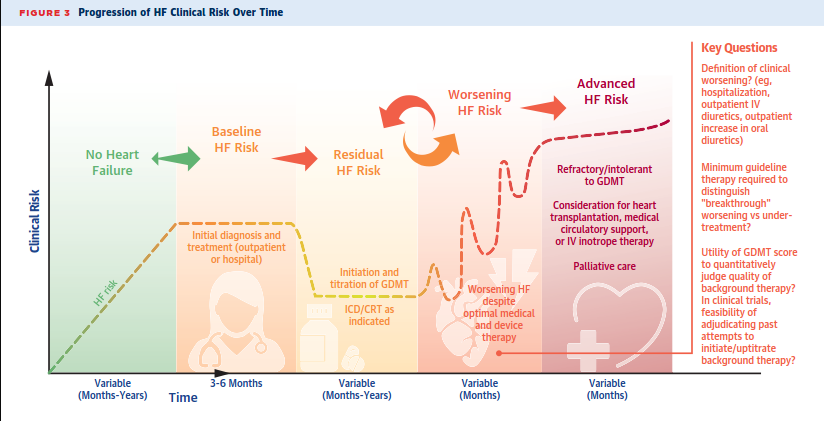 FIGURE 3 Progression of HF Clinical Risk Over Time
Clinical Risk
No Heart
Failure
HF risk
Baseline
HF Risk
Initial diagnosis and
treatment (outpatient
or hospital)
Residual
HF Risk
Initiation and
titration of GDMT
ICD/CRT as
indicated
Worsening
HF Risk
Worsening HF
despite
optimal medical
and device
therapy
Advanced
HF Risk
Refractory/intolerant
to GDMT
Consideration for heart
transplantation, medical
circulatory support,
or IV inotrope therapy
Palliative care
Variable
(Months-Years)
3-6 Months
Variable
(Months-Years)
Variable
(Months)
Variable
(Months)
Time
Key Questions
Definition of clinical
worsening? (eg,
hospitalization,
outpatient IV
diuretics, outpatient
increase in oral
diuretics)
Minimum guideline
therapy required to
distinguish
"breakthrough"
worsening vs under-
treatment?
Utility of GDMT score
to quantitatively
judge quality of
background therapy?
In clinical trials,
feasibility of
adjudicating past
attempts to
initiate/uptitrate
background therapy?